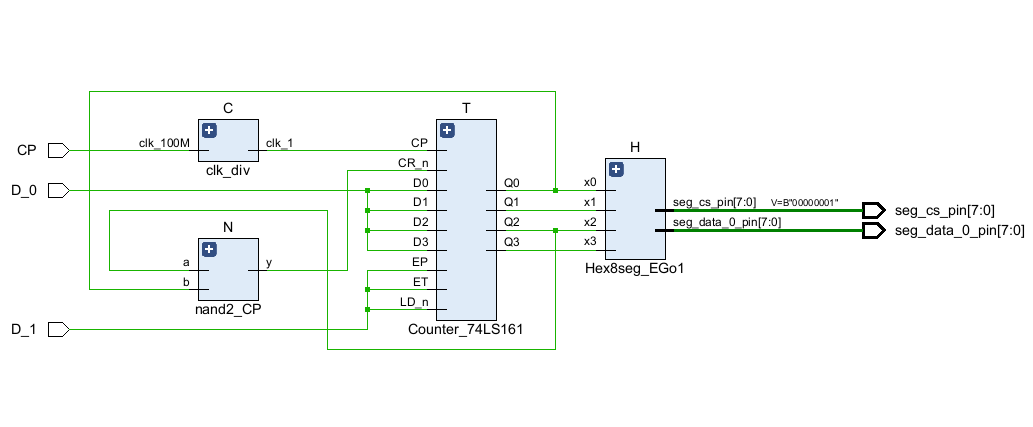 C
T
CP
clk_100M
clk_1
CP
clk_div
CR_n
H
D_0
D0
Q0
x0
D1
Q1
x1
seg_cs_pin[7:0]
V=B"00000001"
seg_cs_pin[7:0]
N
D2
Q2
x2
seg_data_0_pin[7:0]
seg_data_0_pin[7:0]
D3
Q3
x3
a
y
EP
Hex8seg_EGo1
b
ET
nand2_CP
LD_n
D_1
Counter_74LS161